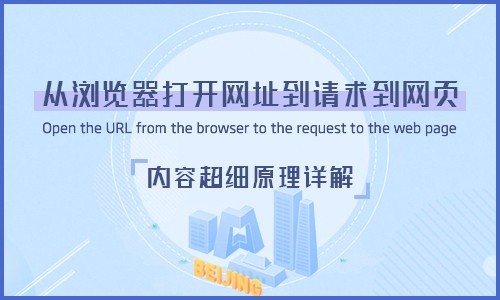 从浏览器打开网址到请求到网页
Open the URL from the browser to the request to the web page
「内容超细原理详解」
BEIJING